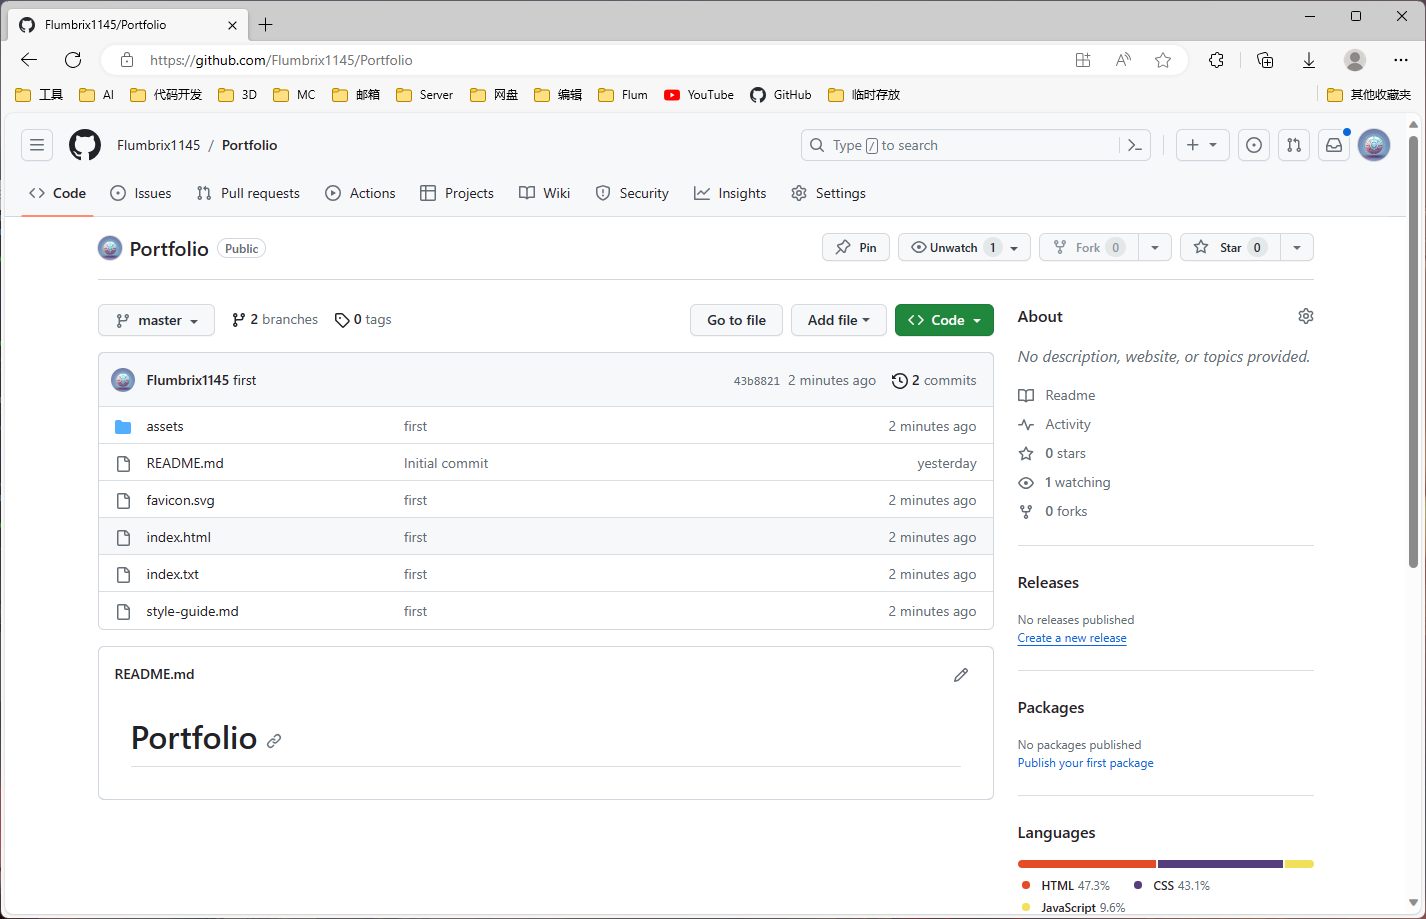 Flumbrix1145/Portfolio
https://github.com/Flumbrix1145/Portfolio
工具 AI 代码开发 3D MC 邮箱 Server 网盘 编辑 Flum YouTube GitHub 临时存放 其他收藏夹
Flumbrix1145 / Portfolio Type / to search
Code Issues Pull requests Actions Projects Wiki Security Insights Settings
Portfolio Public Pin Unwatch 1 Fork 0 Star 0
master 2 branches 0 tags Go to file Add file Code
Flumbrix1145 first 43b8821 2 minutes ago 2 commits
assets first 2 minutes ago
README.md Initial commit yesterday
favicon.svg first 2 minutes ago
index.html first 2 minutes ago
index.txt first 2 minutes ago
style-guide.md first 2 minutes ago
README.md
Portfolio
About
No description, website, or topics provided.
Readme
Activity
0 stars
1 watching
0 forks
Releases
No releases published
Create a new release
Packages
No packages published
Publish your first package
Languages
HTML 47.3% CSS 43.1%
JavaScript 9.6%